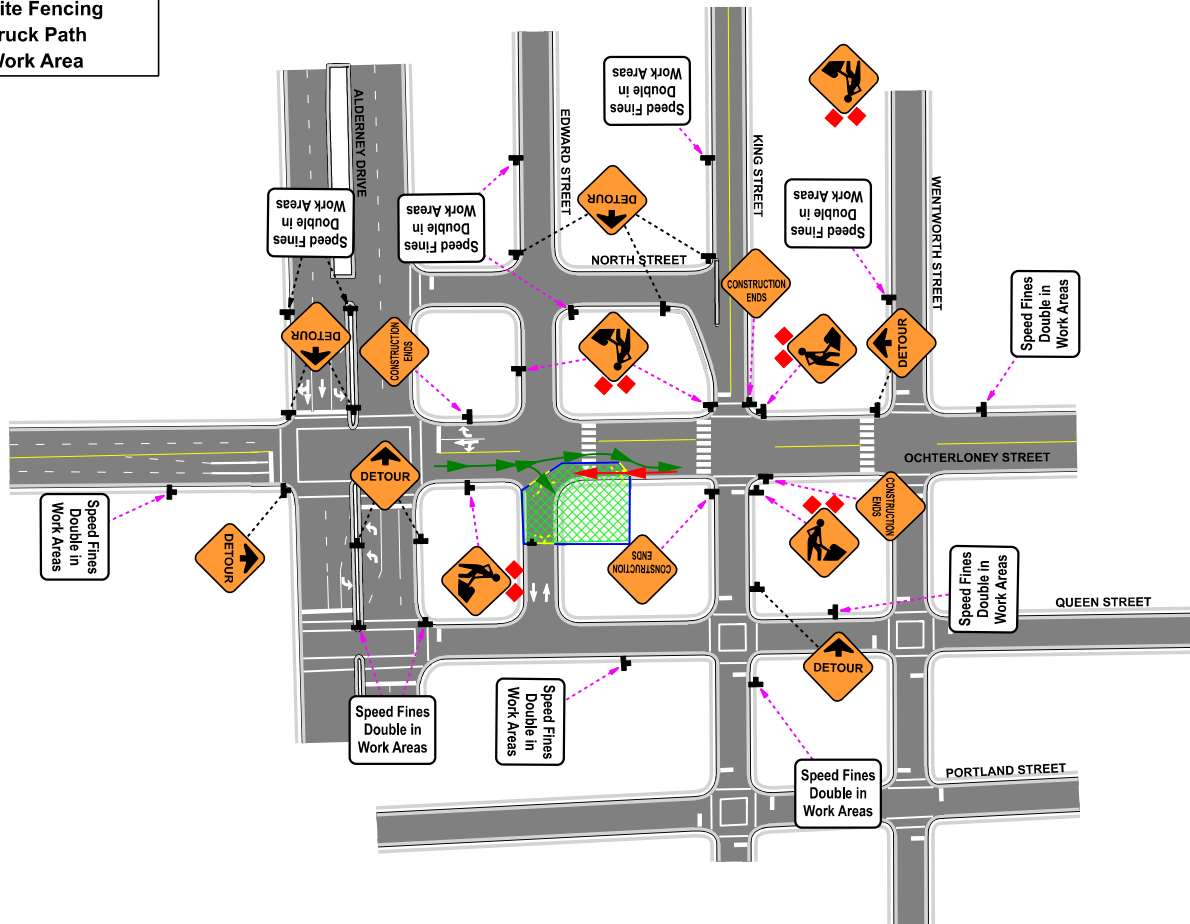 ite Fencing
ruck Path
Work Area
ALDERNEY DRIVE
EDWARD STREET
KING STREET
WENTWORTH STREET
NORTH STREET
OCHTERLONEY STREET
QUEEN STREET
PORTLAND STREET
Speed Fines
Double in
Work Areas
Speed Fines
Double in
Work Areas
Speed Fines
Double in
Work Areas
Speed Fines
Double in
Work Areas
Speed Fines
Double in
Work Areas
DETOUR
CONSTRUCTION
ENDS
DETOUR
CONSTRUCTION
ENDS
DETOUR
DETOUR
CONSTRUCTION
ENDS
Speed Fines
Double in
Work Areas
DETOUR
CONSTRUCTION
ENDS
Speed Fines
Double in
Work Areas
DETOUR
Speed Fines
Double in
Work Areas
Speed Fines
Double in
Work Areas
Speed Fines
Double in
Work Areas